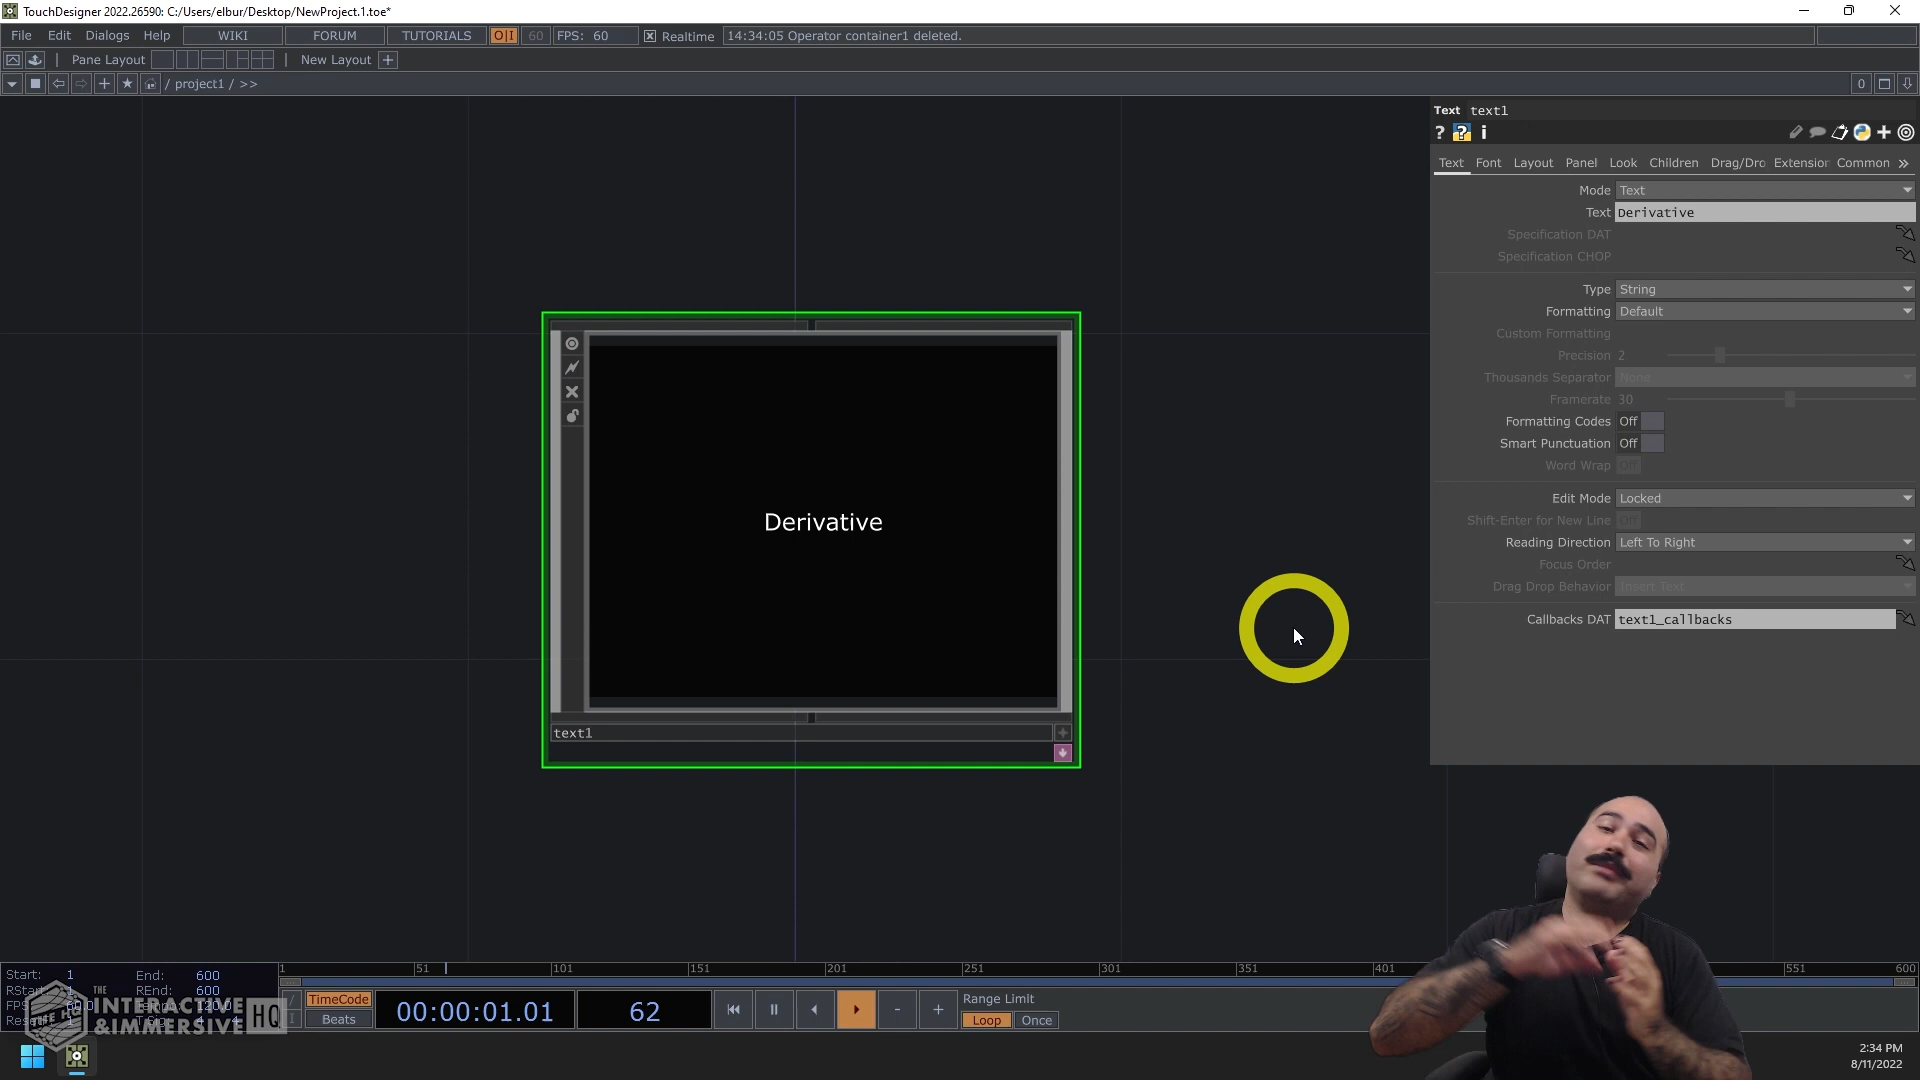 TouchDesigner 2022.26590: C:/Users/elbur/Desktop/NewProject.1.toe*
File Edit Dialogs Help WIKI FORUM TUTORIALS O|I 60 FPS: 60 Realtime 14:34:05 Operator container1 deleted.
Pane Layout New Layout +
/ project1 / >> 0
Text text1
? ? i
Text Font Layout Panel Look Children Drag/Dro Extension Common
Mode Text
Text Derivative
Specification DAT
Specification CHOP
Type String
Formatting Default
Custom Formatting
Precision 2
Thousands Separator None
Framerate 30
Formatting Codes Off
Smart Punctuation Off
Word Wrap Off
Edit Mode Locked
Shift-Enter for New Line Off
Reading Direction Left To Right
Focus Order
Drag Drop Behavior Insert Text
Callbacks DAT text1_callbacks
Derivative
text1
1 51 101 151 201 251 301 351 401 551 600
Start: 1 End: 600
RStart: 1 REnd: 600
TimeCode
Beats
00:00:01.01
62
Range Limit
Loop Once
THE
INTERACTIVE
&IMMERSIVE HQ
2:34 PM
8/11/2022